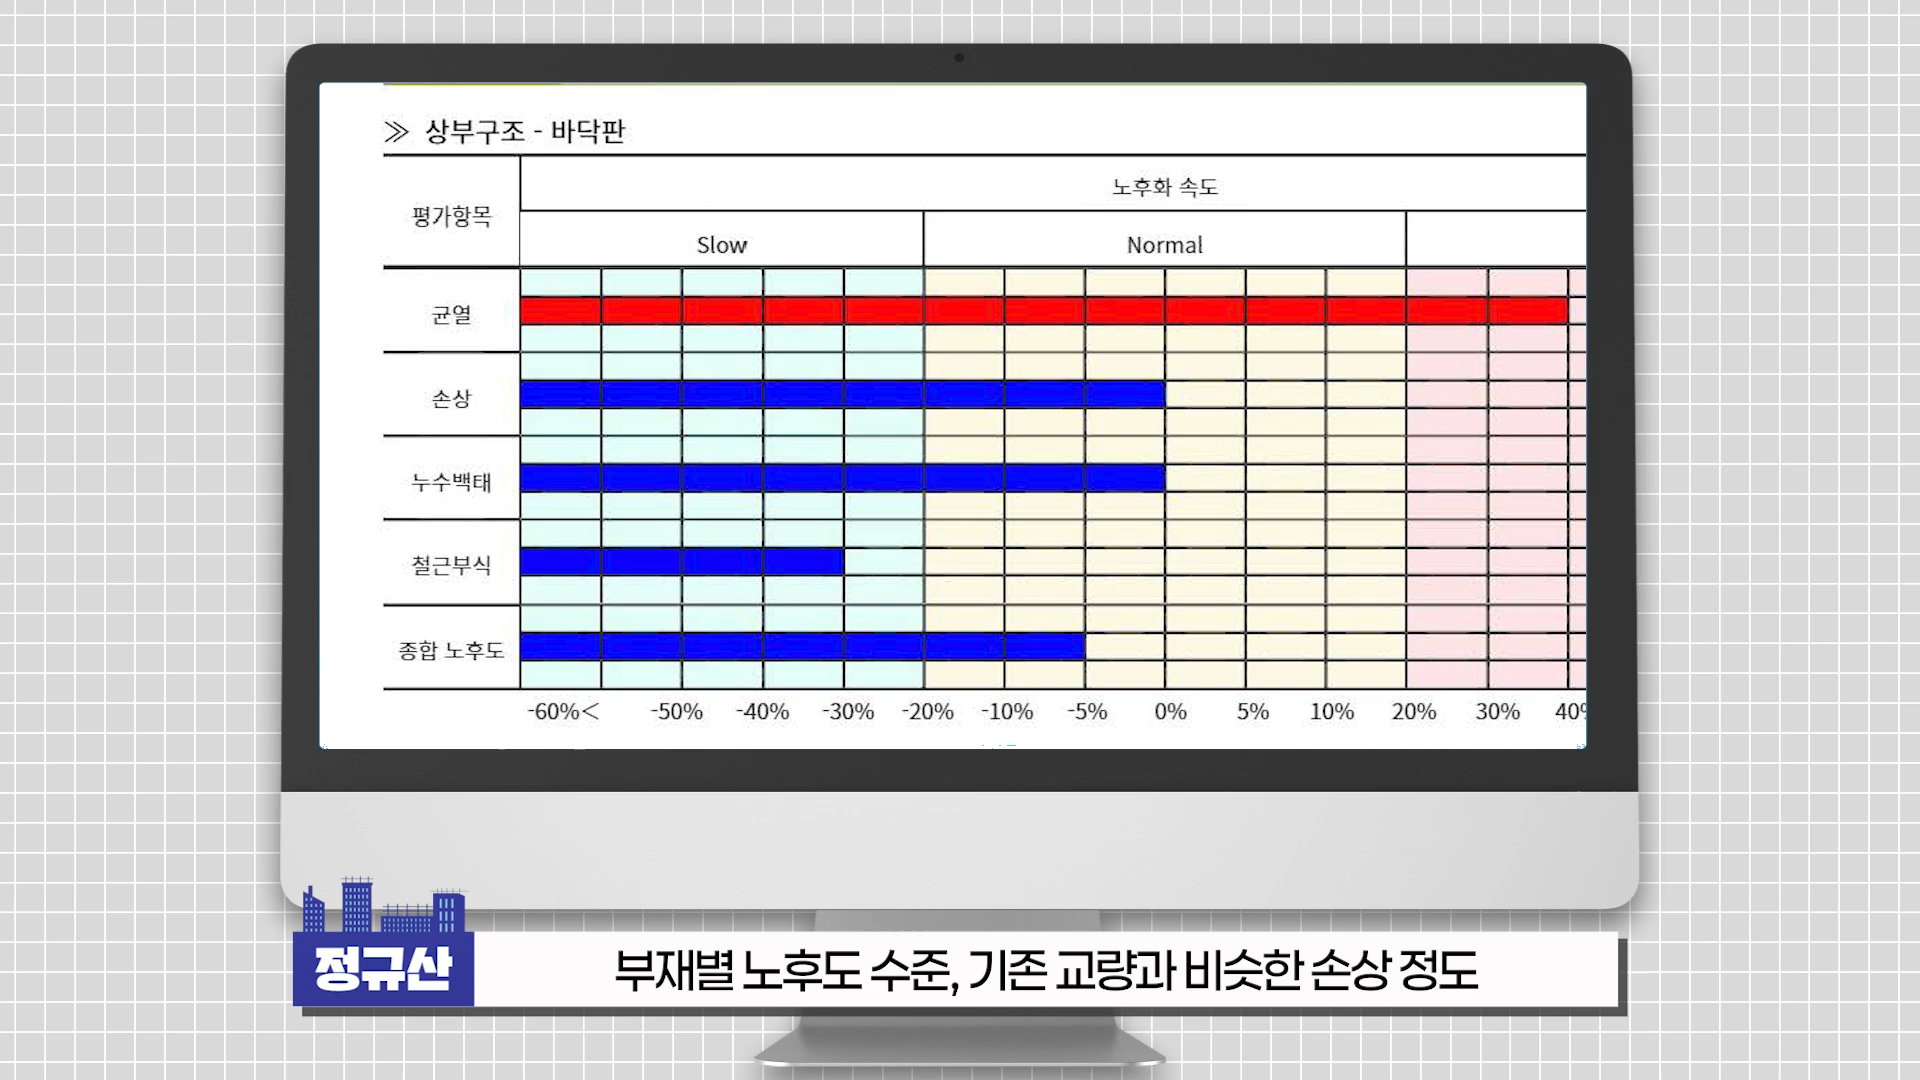 ≫ 상부구조 - 바닥판
평가항목
노후화 속도
Slow
Normal
균열
손상
누수백태
철근부식
종합 노후도
-60%<
-50%
-40%
-30%
-20%
-10%
-5%
0%
5%
10%
20%
30%
40%
정규산
부재별 노후도 수준, 기존 교량과 비슷한 손상 정도